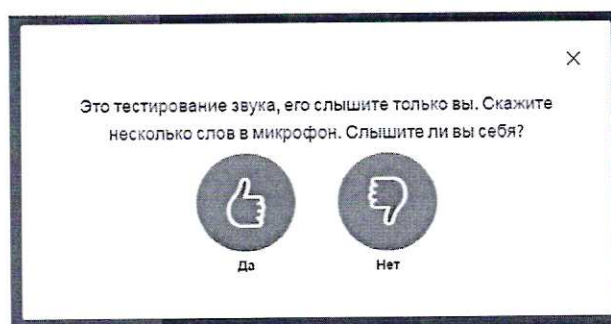 Это тестирование звука, его слышите только вы. Скажите
несколько слов в микрофон. Слышите ли вы себя?
Да
Нет